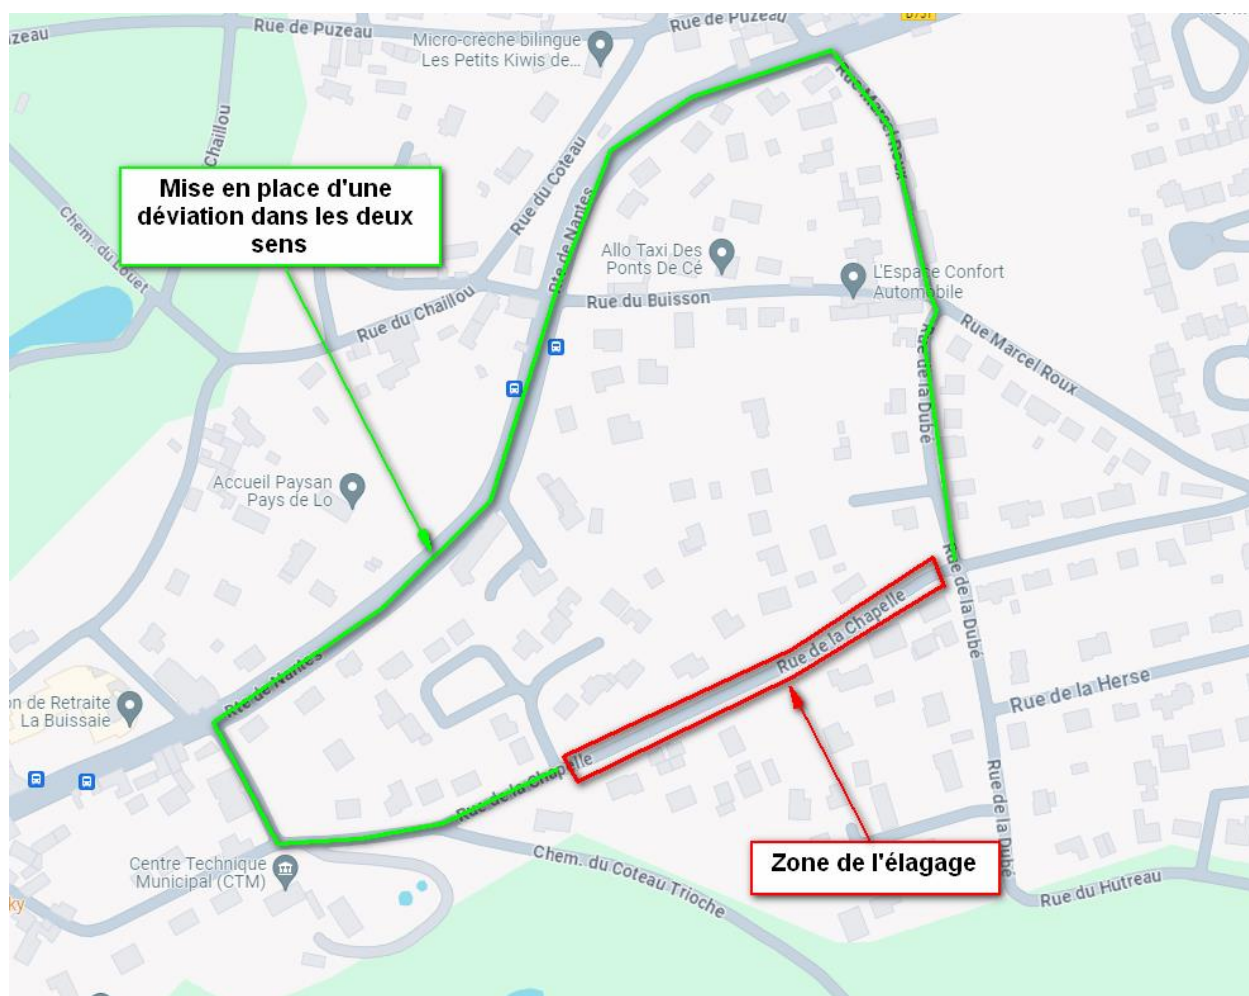 zeau
Rue de Puzeau
Rue de Puzeau
D751
Micro-crèche bilingue
Les Petits Kiwis de...
Chaillou
Rue du Coteau
Rue Marcel Roux
Mise en place d'une
déviation dans les deux
sens
Chem. du Louet
Rte de Nantes
Allo Taxi Des
Ponts De Cé
L'Espace Confort
Automobile
Rue du Buisson
Rue du Chaillou
Rue Marcel Roux
Rue de la Dubé
Accueil Paysan
Pays de Lo
Rue de la Dubé
Rue de la Chapelle
Rte de Nantes
on de Retraite
La Buissaie
Rue de la Herse
Rue de la Chapelle
Rue de la Dubé
Zone de l'élagage
Centre Technique
Municipal (CTM)
Chem. du Coteau Trioche
Rue du Hutreau
ky